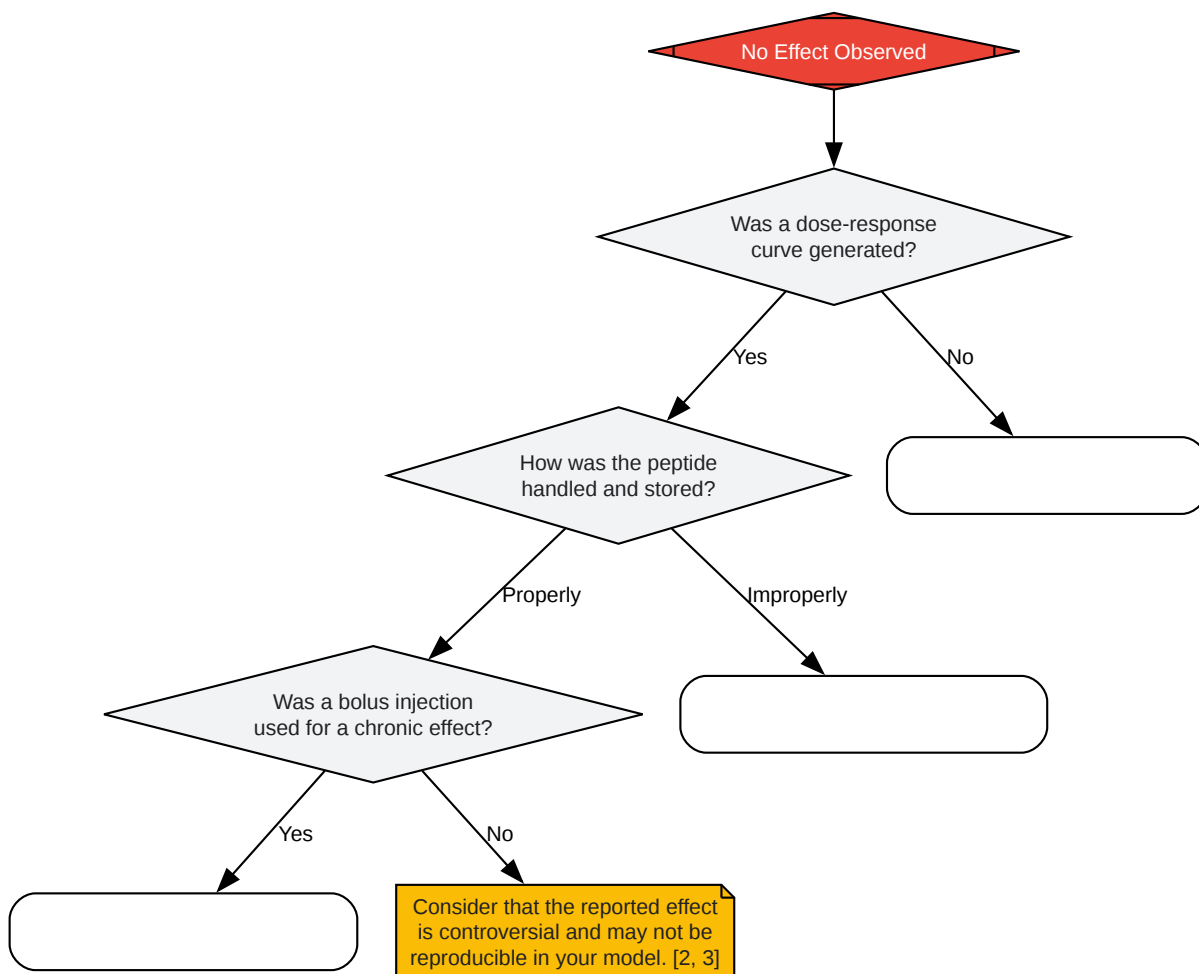 No Effect Observed
Was a dose-response
curve generated?
Yes
No
How was the peptide
handled and stored?
Properly
Improperly
Was a bolus injection
used for a chronic effect?
Yes
No
Consider that the reported effect
is controversial and may not be
reproducible in your model. [2, 3]